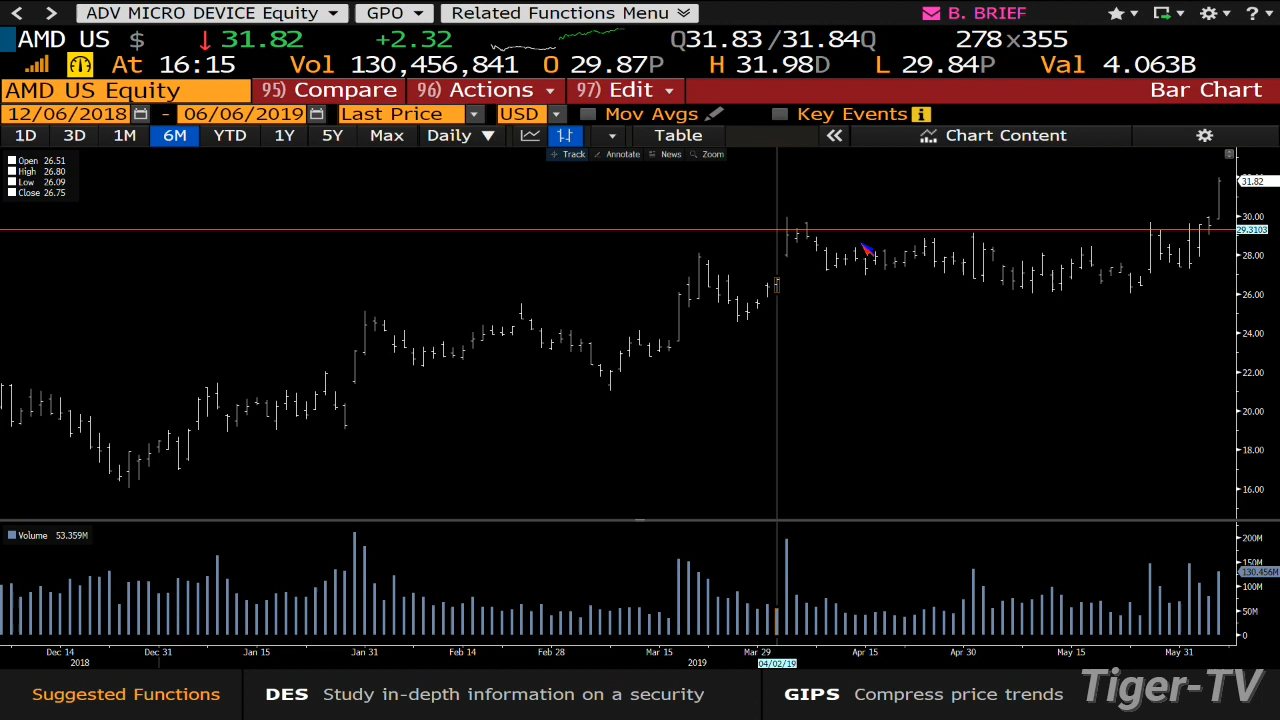 ADV MICRO DEVICE Equity GPO Related Functions Menu B. BRIEF ?
AMD US $ ↓ 31.82 +2.32 Q31.83/31.84Q 278x355
At 16:15 Vol 130,456,841 O 29.87P H 31.98D L 29.84P Val 4.063B
AMD US Equity 95) Compare 96) Actions 97) Edit Bar Chart
12/06/2018 - 06/06/2019 Last Price USD Mov Avgs Key Events i
1D 3D 1M 6M YTD 1Y 5Y Max Daily ▼ Table « Chart Content
Track Annotate News Zoom
Open 26.51
High 26.80
Low 26.09
Close 26.75
31.82
30.00
29.3103
28.00
26.00
24.00
22.00
20.00
18.00
16.00
Volume 53.359M
200M
150M
130.456M
100M
50M
0
Dec 14 Dec 31 Jan 15 Jan 31 Feb 14 Feb 28 Mar 15 Mar 29 Apr 15 Apr 30 May 15 May 31
2018 2019 04/02/19
Suggested Functions DES Study in-depth information on a security GIPS Compress price trends
Tiger-TV